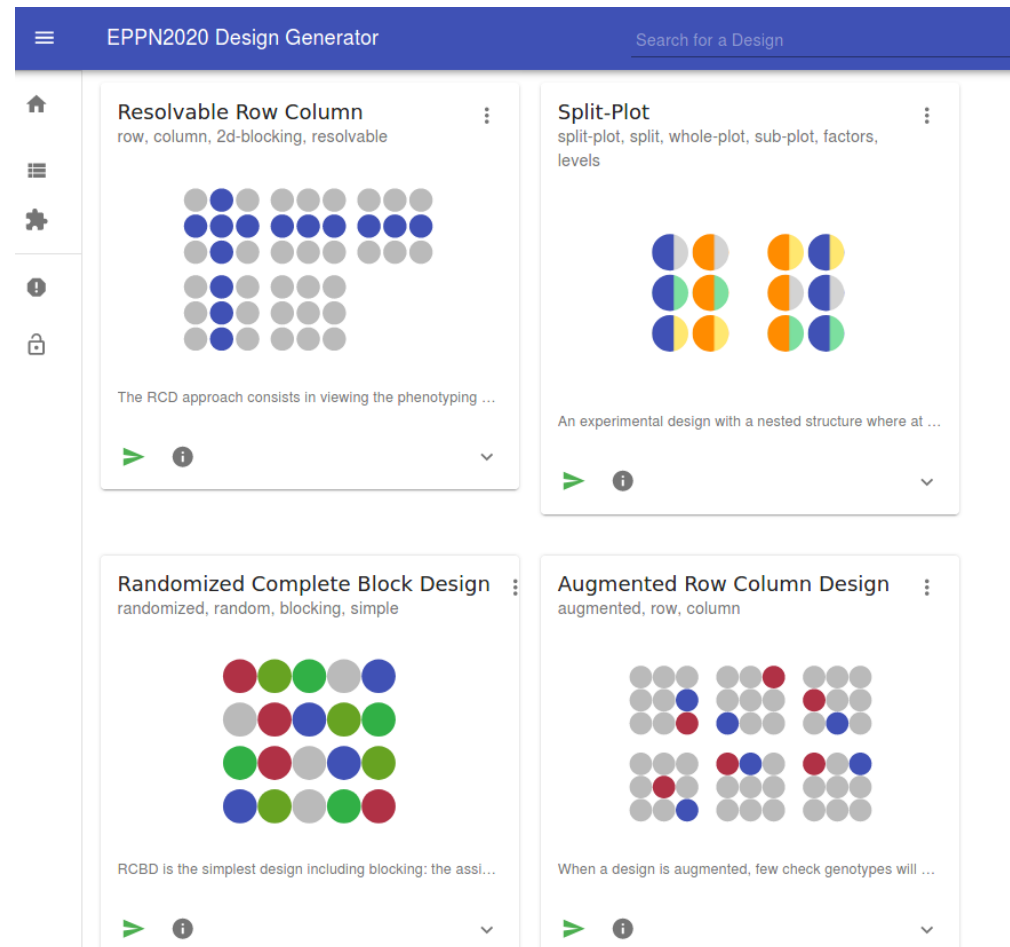 EPPN2020 Design Generator
Search for a Design
Resolvable Row Column
row, column, 2d-blocking, resolvable
The RCD approach consists in viewing the phenotyping ...
Split-Plot
split-plot, split, whole-plot, sub-plot, factors,
levels
An experimental design with a nested structure where at ...
Randomized Complete Block Design
randomized, random, blocking, simple
RCBD is the simplest design including blocking: the assi...
Augmented Row Column Design
augmented, row, column
When a design is augmented, few check genotypes will ...